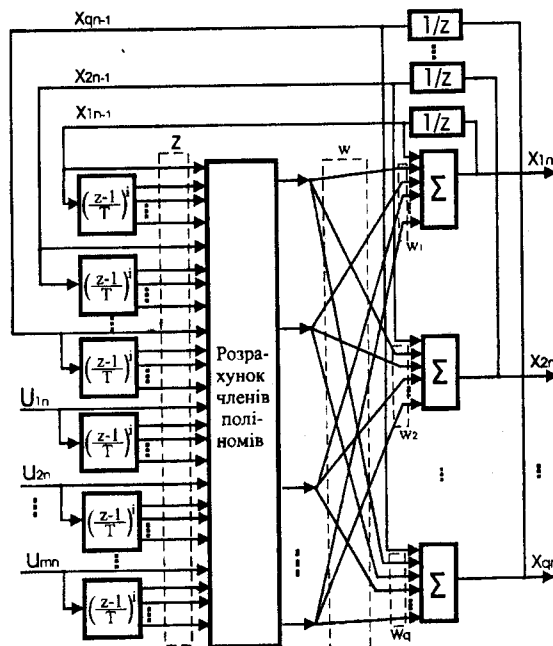 Xqn-1
1/z
X2n-1
1/z
X1n-1
1/z
Z
w
X1n
(z-1/T)^i
Σ
w1
(z-1/T)^i
(z-1/T)^i
Розра-
хунок
членів
полі-
номів
Σ
X2n
w2
U1n
(z-1/T)^i
U2n
(z-1/T)^i
Umn
(z-1/T)^i
Σ
Xqn
wq